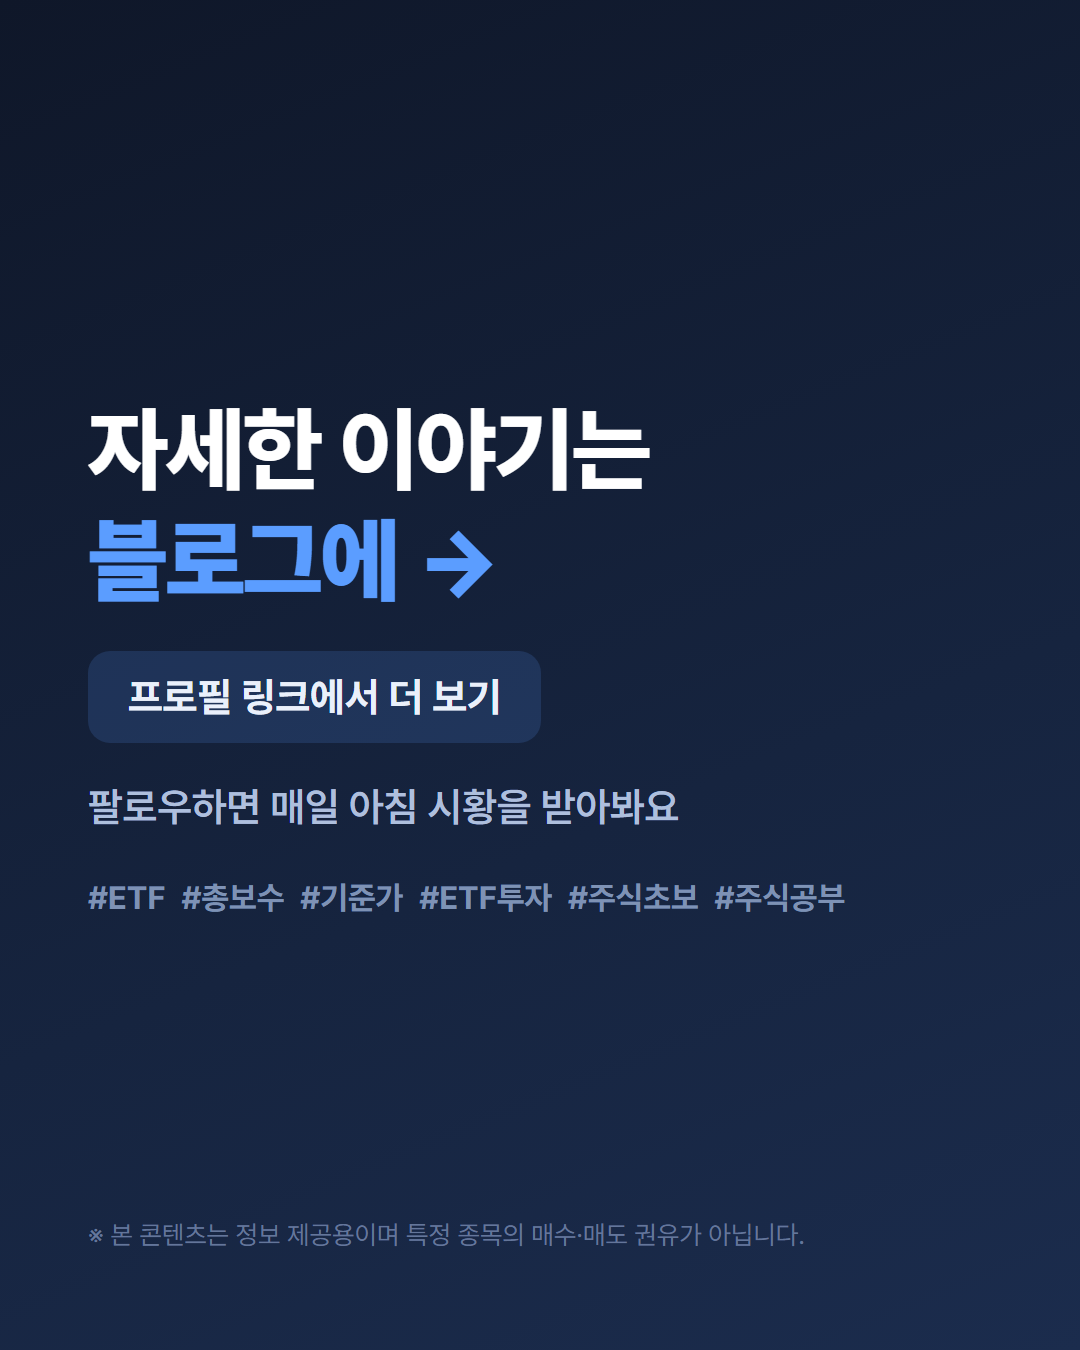 자세한 이야기는
블로그에 →
프로필 링크에서 더 보기
팔로우하면 매일 아침 시황을 받아봐요
#ETF #총보수 #기준가 #ETF투자 #주식초보 #주식공부
※ 본 콘텐츠는 정보 제공용이며 특정 종목의 매수·매도 권유가 아닙니다.